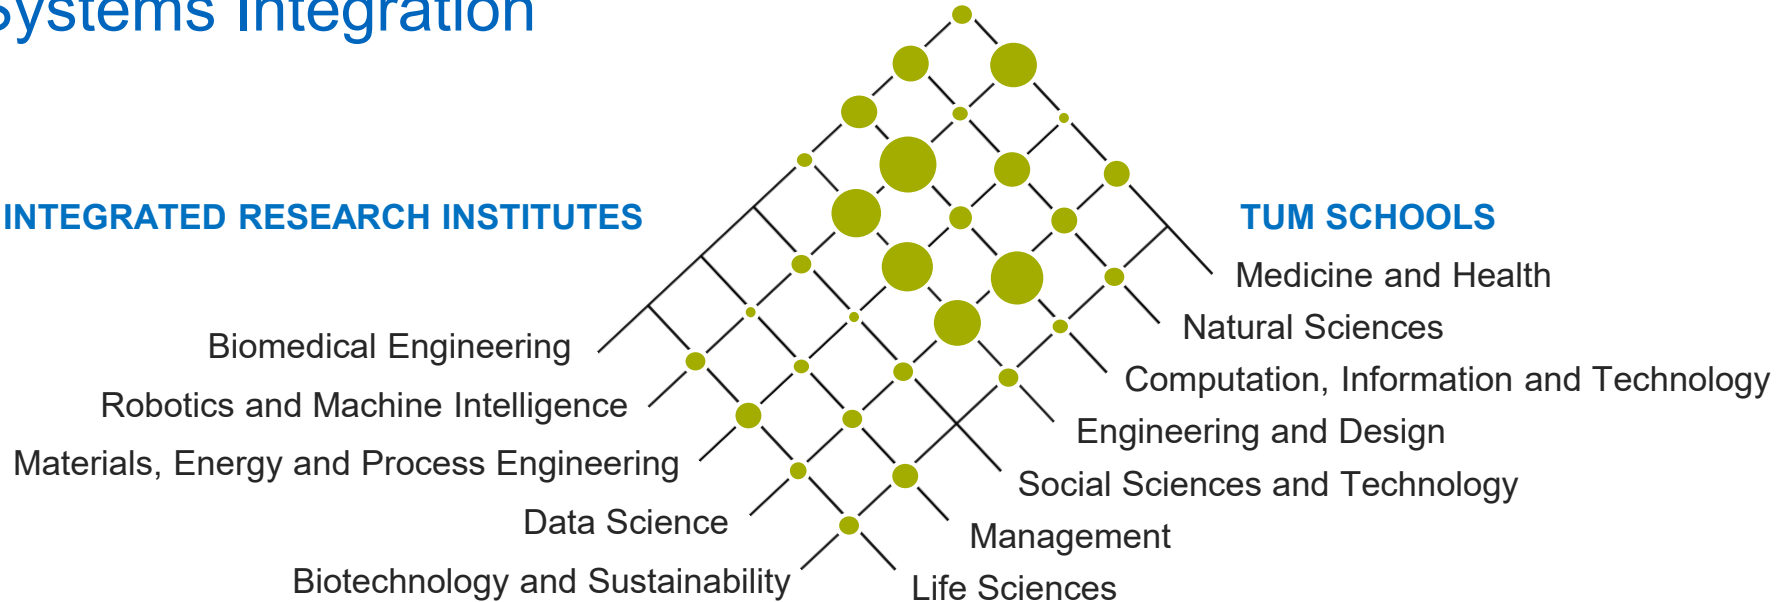 Systems Integration
INTEGRATED RESEARCH INSTITUTES
Biomedical Engineering
Robotics and Machine Intelligence
Materials, Energy and Process Engineering
Data Science
Biotechnology and Sustainability
TUM SCHOOLS
Medicine and Health
Natural Sciences
Computation, Information and Technology
Engineering and Design
Social Sciences and Technology
Management
Life Sciences